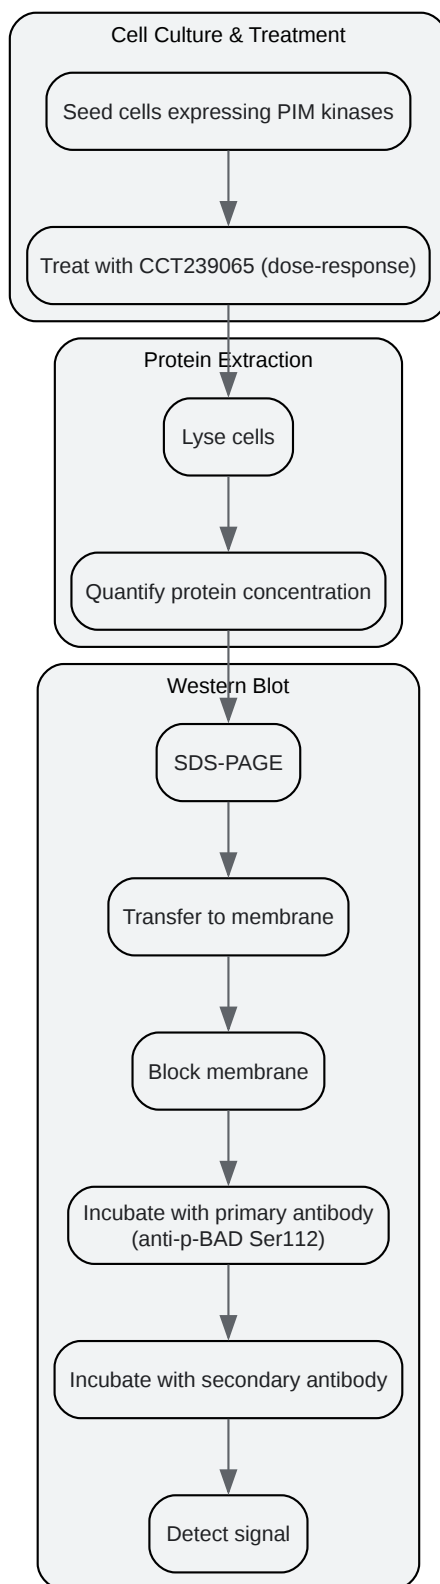 Cell Culture & Treatment
Seed cells expressing PIM kinases
Treat with CCT239065 (dose-response)
Protein Extraction
Lyse cells
Quantify protein concentration
Western Blot
SDS-PAGE
Transfer to membrane
Block membrane
Incubate with primary antibody
(anti-p-BAD Ser112)
Incubate with secondary antibody
Detect signal